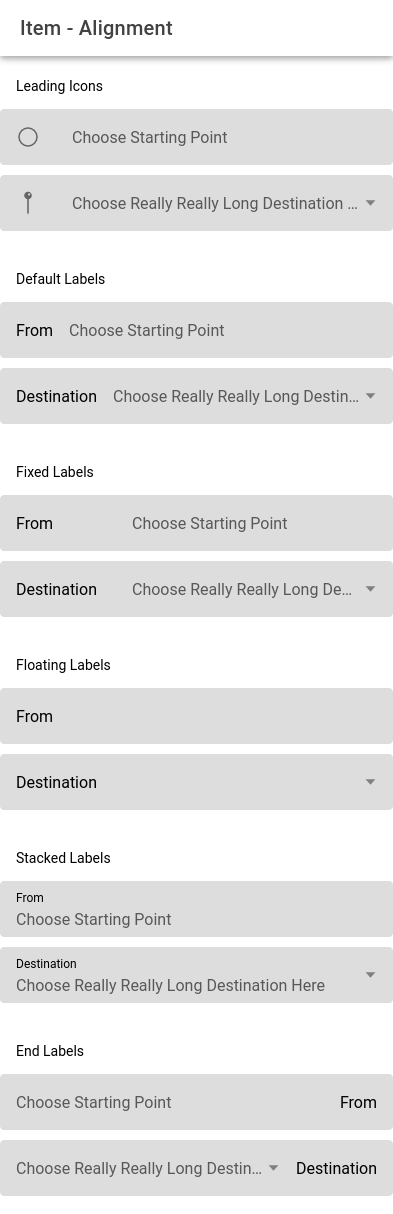 Item - Alignment
Leading Icons
Choose Starting Point
Choose Really Really Long Destination ...
Default Labels
From Choose Starting Point
Destination Choose Really Really Long Destin...
Fixed Labels
From Choose Starting Point
Destination Choose Really Really Long De...
Floating Labels
From
Destination
Stacked Labels
From
Choose Starting Point
Destination
Choose Really Really Long Destination Here
End Labels
Choose Starting Point From
Choose Really Really Long Destin... Destination